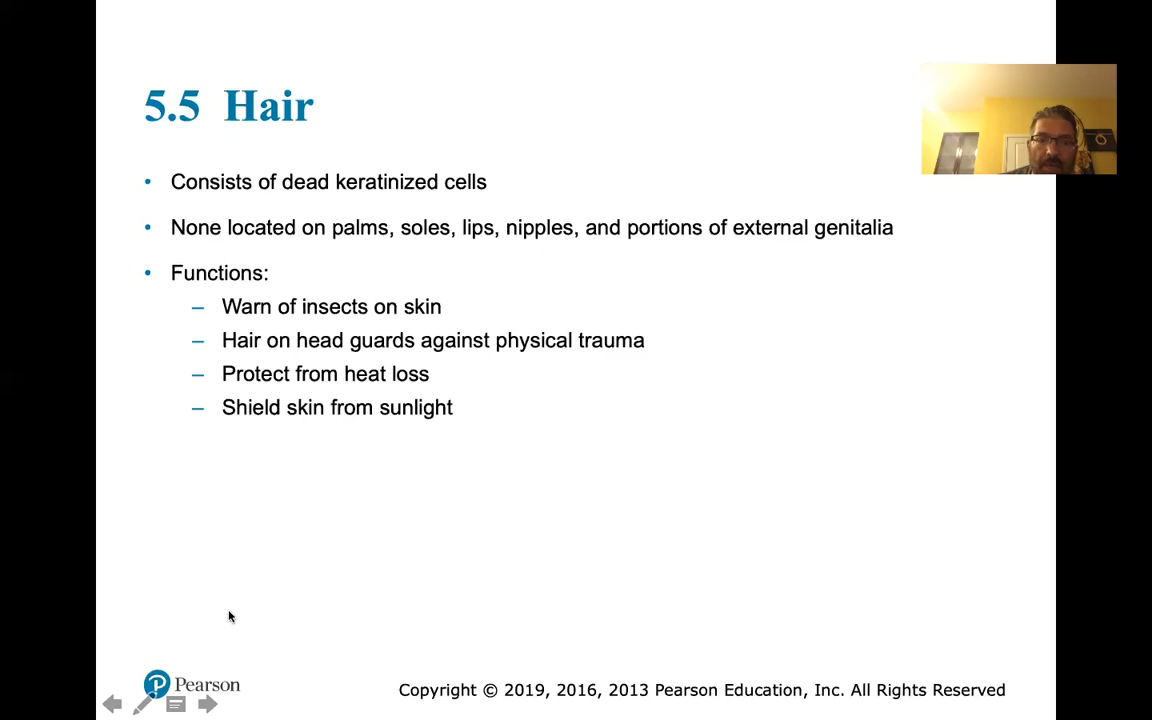 5.5 Hair
• Consists of dead keratinized cells
• None located on palms, soles, lips, nipples, and portions of external genitalia
• Functions:
– Warn of insects on skin
– Hair on head guards against physical trauma
– Protect from heat loss
– Shield skin from sunlight
Pearson
Copyright © 2019, 2016, 2013 Pearson Education, Inc. All Rights Reserved